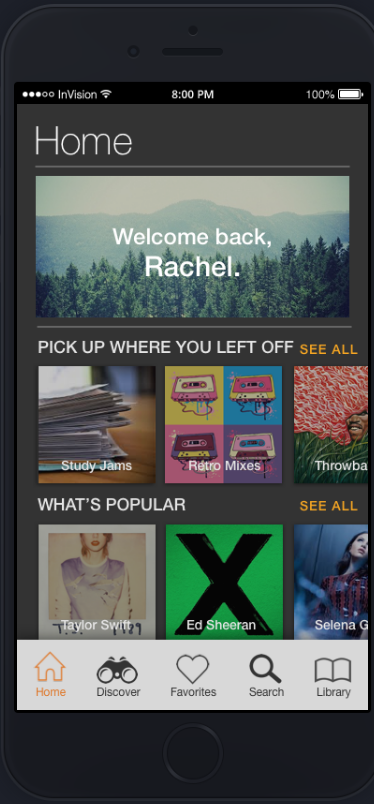 InVision 8:00 PM 100%
Home
Welcome back,
Rachel.
PICK UP WHERE YOU LEFT OFF SEE ALL
Study Jams Retro Mixes Throwba
WHAT'S POPULAR SEE ALL
X
Taylor Swift Ed Sheeran Selena G
Home Discover Favorites Search Library